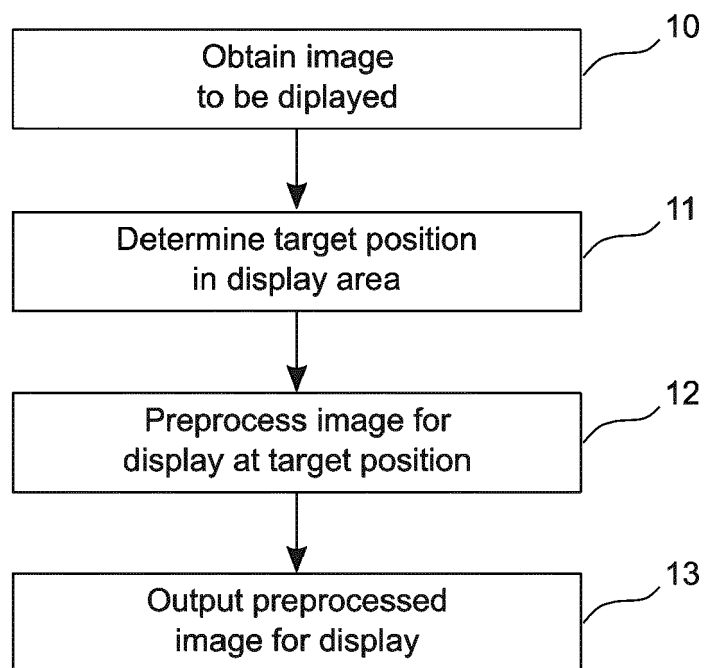 10
Obtain image
to be diplayed
11
Determine target position
in display area
12
Preprocess image for
display at target position
13
Output preprocessed
image for display